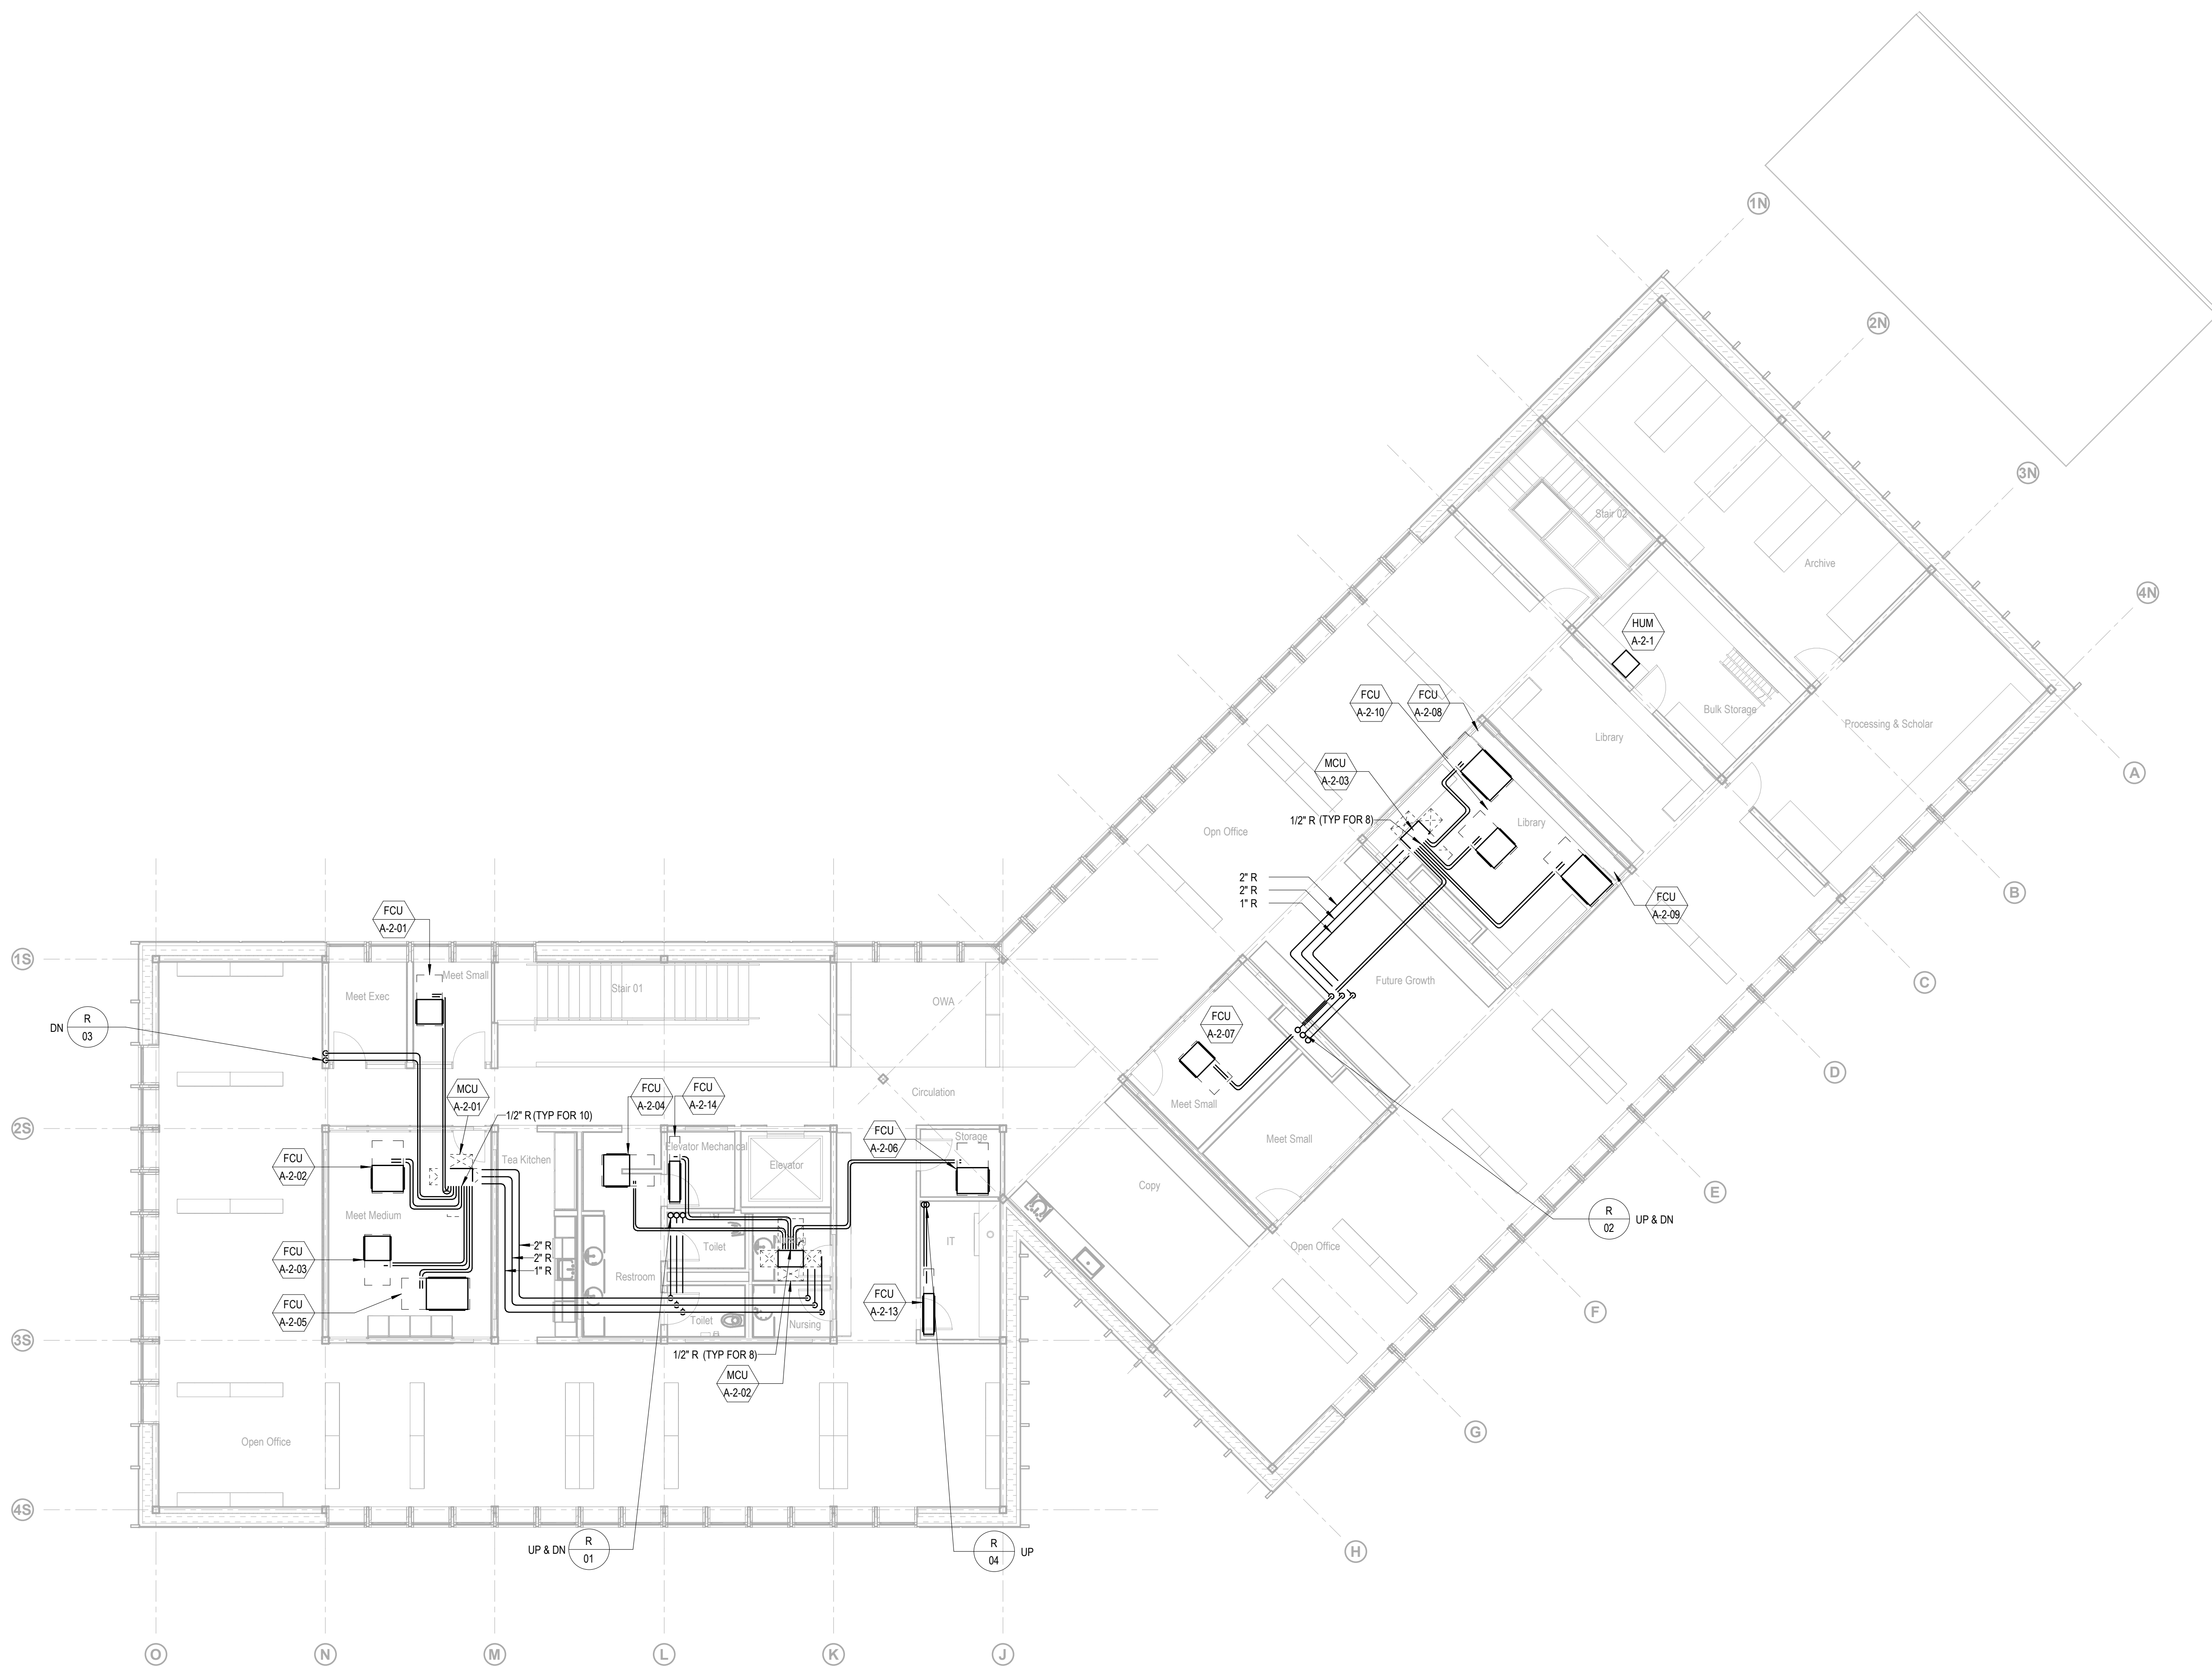 1N
2N
3N
4N
Stair 02
Archive
HUM
A-2-1
FCU
A-2-10
FCU
A-2-08
Bulk Storage
Processing & Scholar
Library
MCU
A-2-03
A
1/2" R (TYP FOR 8)
Library
Opn Office
2" R
2" R
1" R
B
FCU
A-2-09
FCU
A-2-01
1S
Meet Small
Meet Exec
Stair 01
OWA
Future Growth
C
DN
R
03
FCU
A-2-07
D
MCU
A-2-01
FCU
A-2-04
FCU
A-2-14
Circulation
Meet Small
1/2" R (TYP FOR 10)
2S
FCU
A-2-06
Storage
Elevator Mechanical
Tea Kitchen
Elevator
Meet Small
FCU
A-2-02
Copy
E
Meet Medium
R
02
UP & DN
2" R
2" R
1" R
Toilet
IT
Open Office
FCU
A-2-03
Restroom
FCU
A-2-05
FCU
A-2-13
F
Toilet
Nursing
3S
1/2" R (TYP FOR 8)
MCU
A-2-02
Open Office
G
4S
UP & DN
R
01
R
04
UP
H
O
N
M
L
K
J